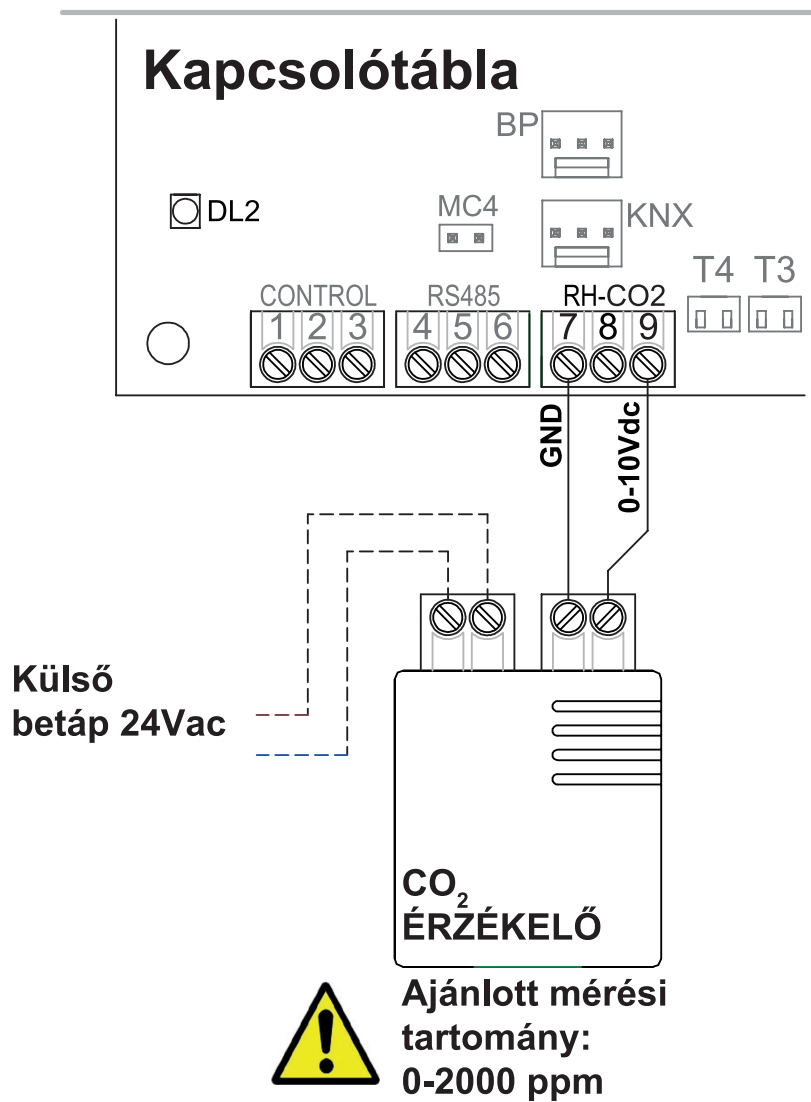 Kapcsolótábla
BP
DL2
MC4
KNX
T4 T3
CONTROL RS485 RH-CO2
1 2 3 4 5 6 7 8 9
GND
0-10Vdc
Külső
betáp 24Vac
CO2
ÉRZÉKELŐ
Ajánlott mérési
tartomány:
0-2000 ppm